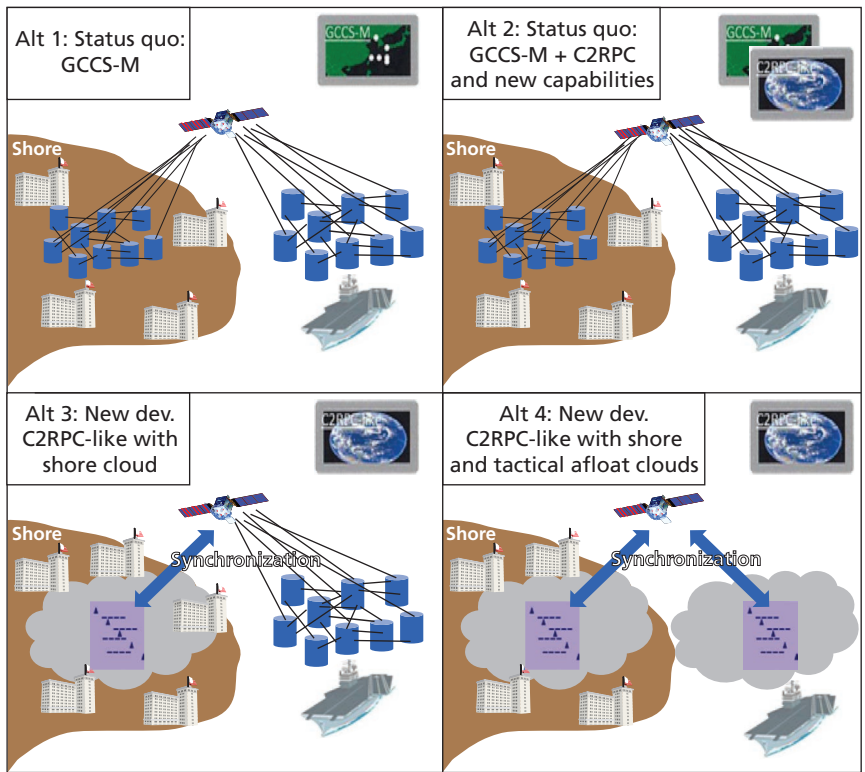 Alt 1: Status quo:
GCCS-M
GCCS-M
Shore
Alt 2: Status quo:
GCCS-M + C2RPC
and new capabilities
GCCS-M
C2RPC-like
Shore
Alt 3: New dev.
C2RPC-like with
shore cloud
C2RPC-like
Shore
Synchronization
Alt 4: New dev.
C2RPC-like with shore
and tactical afloat clouds
C2RPC-like
Shore
Synchronization